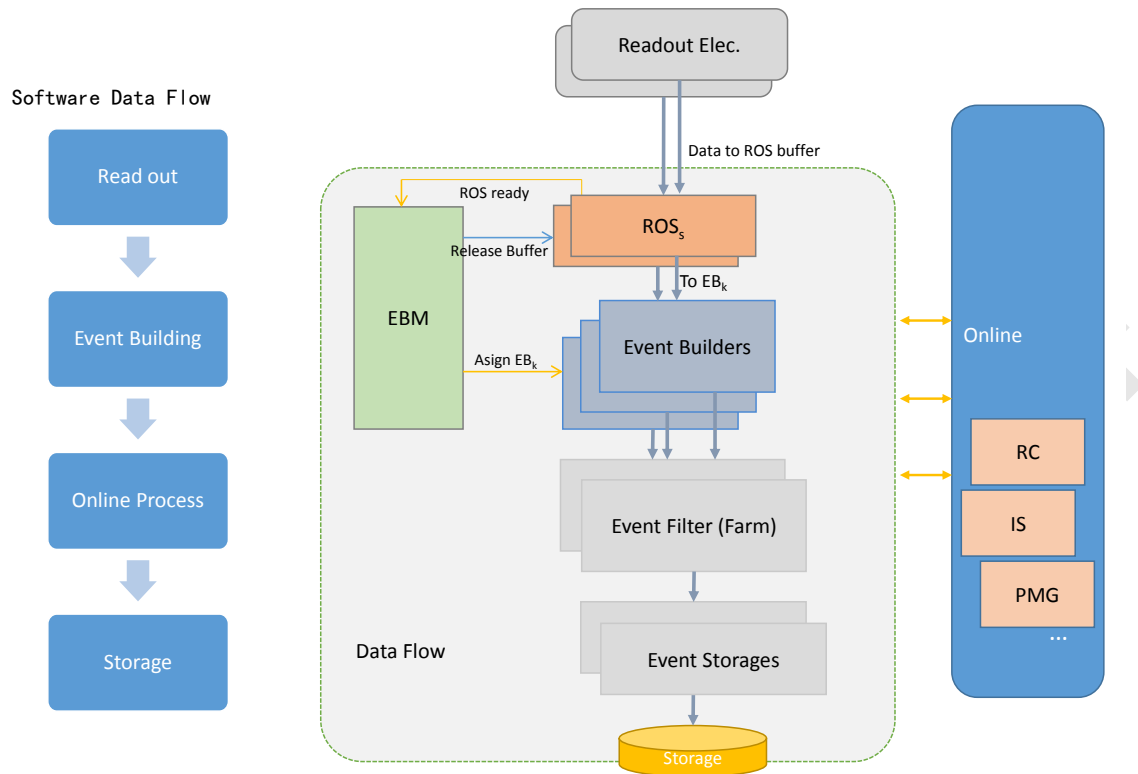 Software Data Flow
Read out
Event Building
Online Process
Storage
Readout Elec.
Data to ROS buffer
ROS ready
ROSs
Release Buffer
To EBk
EBM
Event Builders
Asign EBk
Event Filter (Farm)
Event Storages
Data Flow
Storage
Online
RC
IS
PMG
...